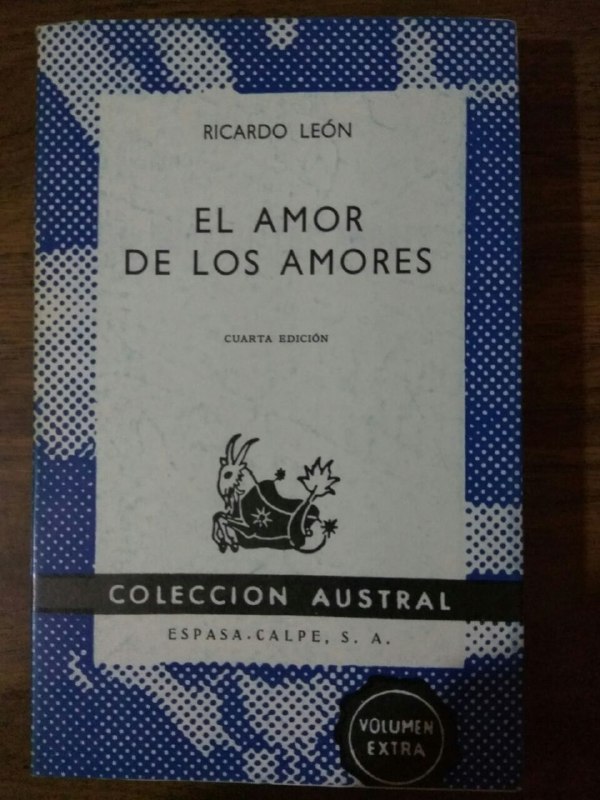 RICARDO LEÓN
EL AMOR
DE LOS AMORES
CUARTA EDICIÓN
COLECCION AUSTRAL
ESPASA-CALPE, S. A.
VOLUMEN
EXTRA